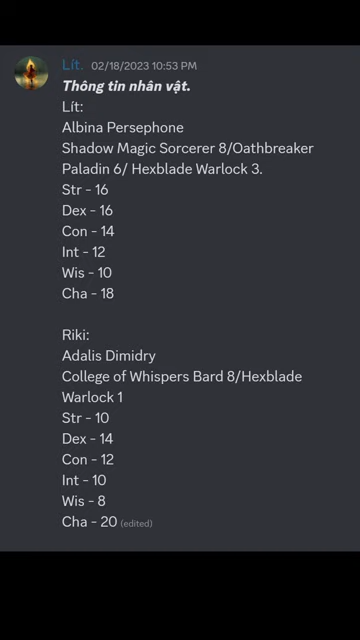 Lít. 02/18/2023 10:53 PM
Thông tin nhân vật.
Lít:
Albina Persephone
Shadow Magic Sorcerer 8/Oathbreaker
Paladin 6/ Hexblade Warlock 3.
Str - 16
Dex - 16
Con - 14
Int - 12
Wis - 10
Cha - 18
Riki:
Adalis Dimidry
College of Whispers Bard 8/Hexblade
Warlock 1
Str - 10
Dex - 14
Con - 12
Int - 10
Wis - 8
Cha - 20 (edited)